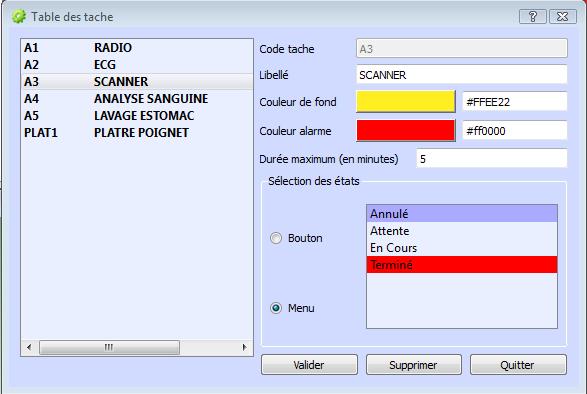 Table des tache
A1 RADIO
A2 ECG
A3 SCANNER
A4 ANALYSE SANGUINE
A5 LAVAGE ESTOMAC
PLAT1 PLATRE POIGNET
Code tache A3
Libellé SCANNER
Couleur de fond #FFEE22
Couleur alarme #ff0000
Durée maximum (en minutes) 5
Sélection des états
Bouton
Menu
Annulé
Attente
En Cours
Terminé
Valider Supprimer Quitter